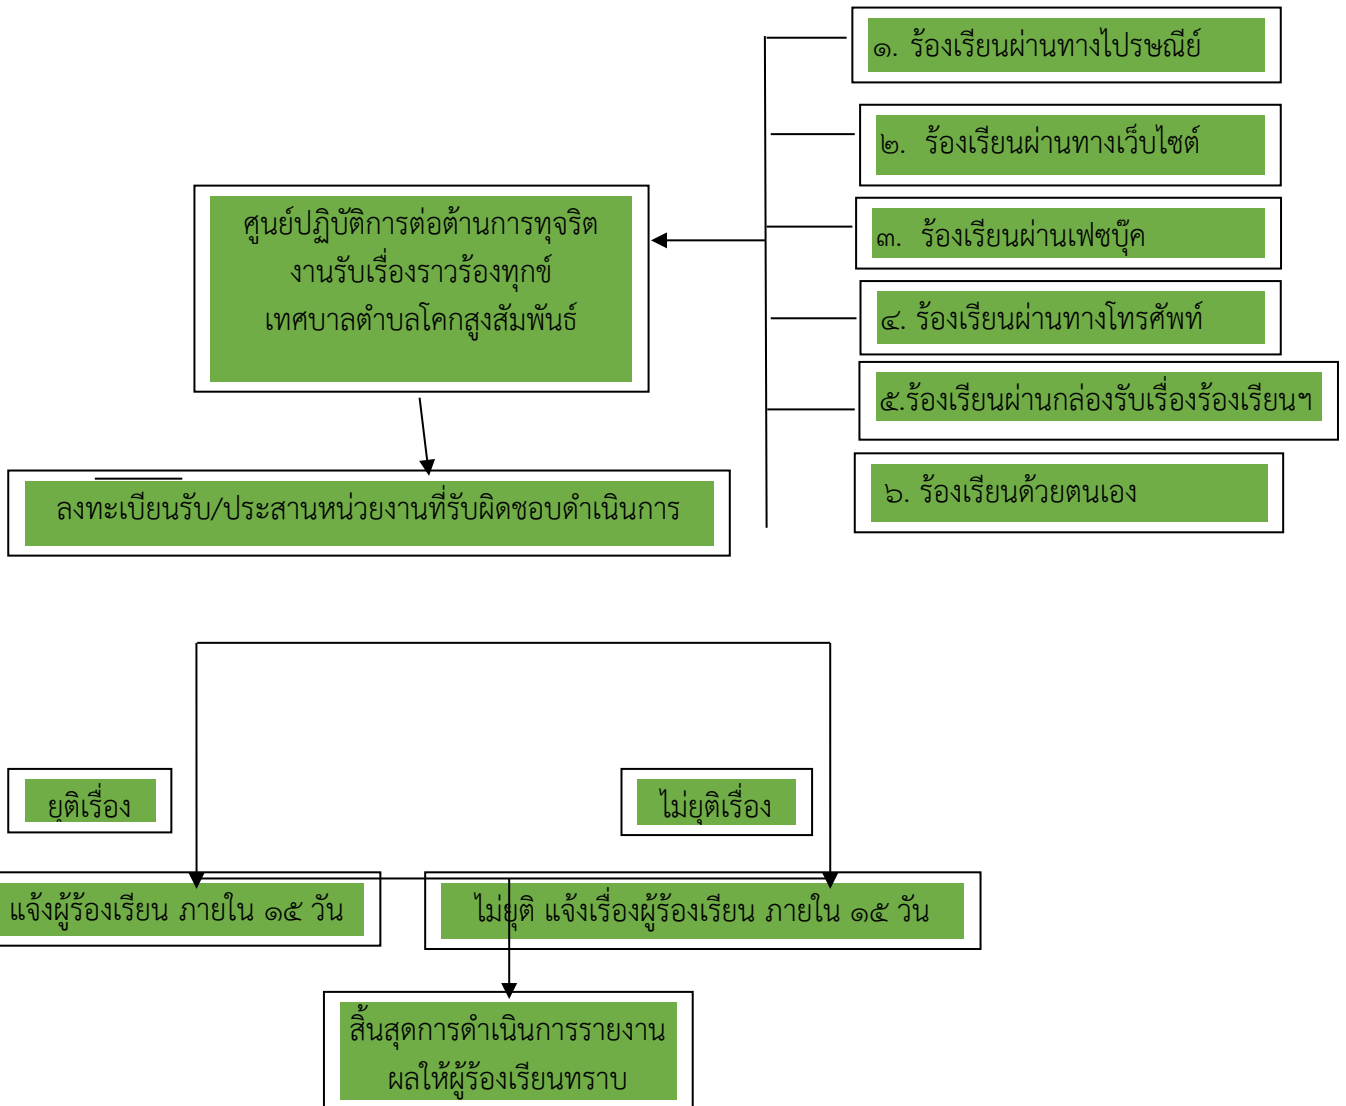 ๑. ร้องเรียนผ่านทางไปรษณีย์
๒. ร้องเรียนผ่านทางเว็บไซต์
ศูนย์ปฏิบัติการต่อต้านการทุจริต
งานรับเรื่องราวร้องทุกข์
เทศบาลตำบลโคกสูงสัมพันธ์
๓. ร้องเรียนผ่านเฟซบุ๊ค
๔. ร้องเรียนผ่านทางโทรศัพท์
๕.ร้องเรียนผ่านกล่องรับเรื่องร้องเรียนฯ
๖. ร้องเรียนด้วยตนเอง
ลงทะเบียนรับ/ประสานหน่วยงานที่รับผิดชอบดำเนินการ
ยุติเรื่อง
ไม่ยุติเรื่อง
แจ้งผู้ร้องเรียน ภายใน ๑๕ วัน
ไม่ยุติ แจ้งเรื่องผู้ร้องเรียน ภายใน ๑๕ วัน
สิ้นสุดการดำเนินการรายงาน
ผลให้ผู้ร้องเรียนทราบ